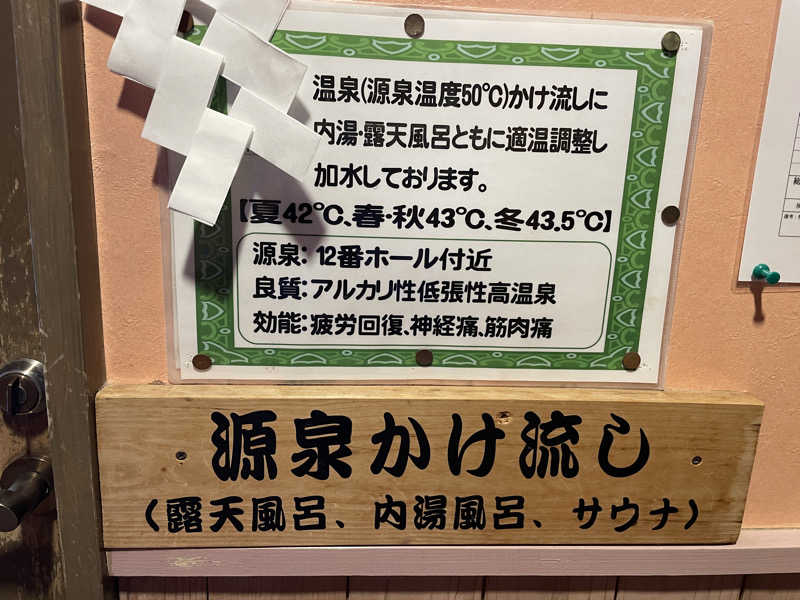 温泉(源泉温度50℃)かけ流しに
内湯・露天風呂ともに適温調整し
加水しております。
【夏42℃、春・秋43℃、冬43.5℃】
源泉: 12番ホール付近
良質:アルカリ性低張性高温泉
効能:疲労回復、神経痛、筋肉痛
源泉かけ流し
(露天風呂、内湯風呂、サウナ)